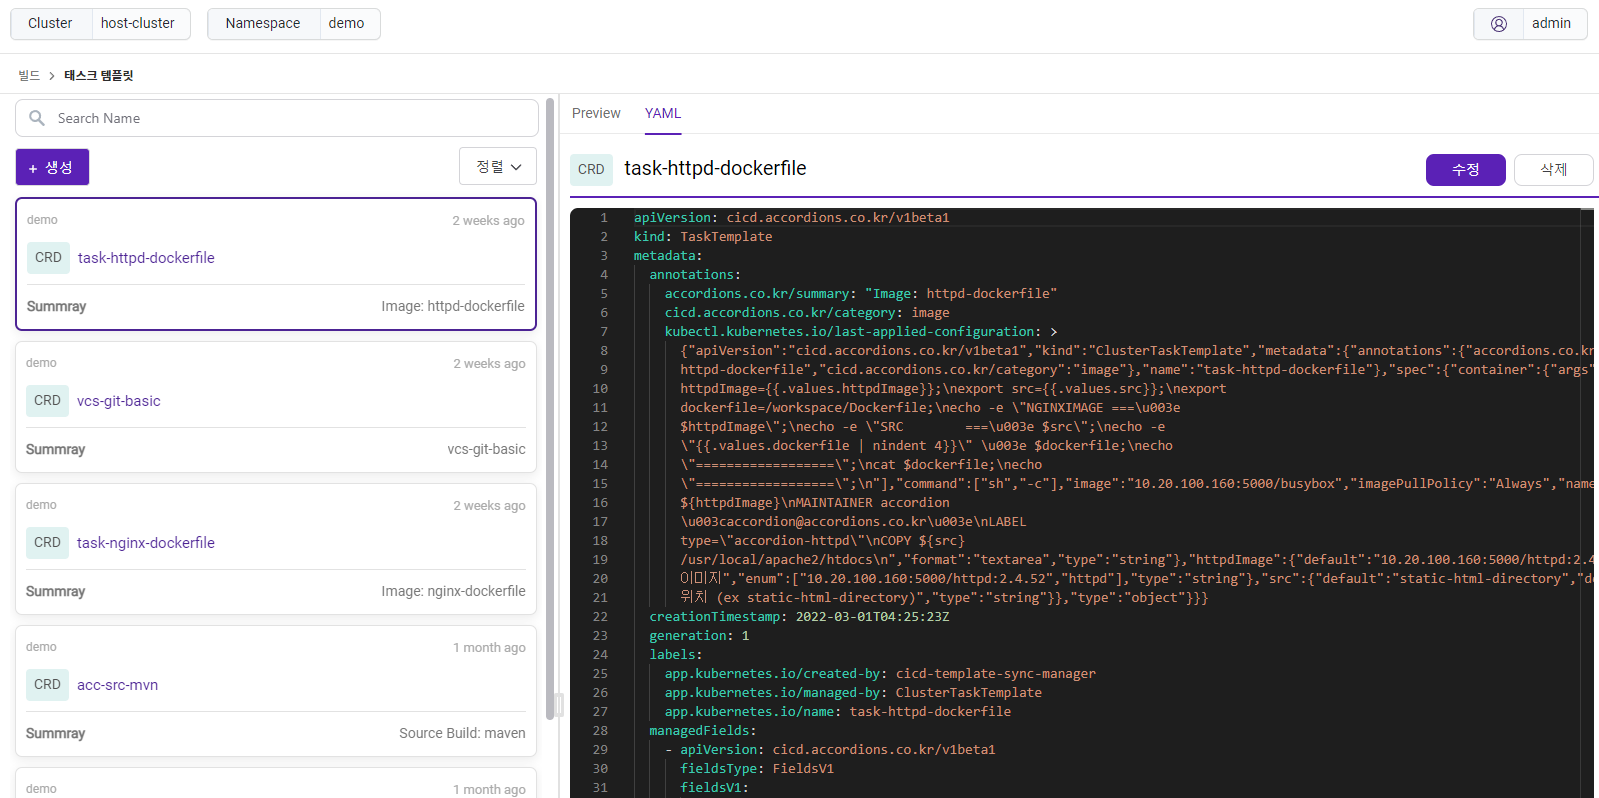 Cluster host-cluster Namespace demo admin
빌드 > 태스크 템플릿
Search Name
+ 생성 정렬
demo 2 weeks ago
CRD task-httpd-dockerfile
Summray Image: httpd-dockerfile
demo 2 weeks ago
CRD vcs-git-basic
Summray vcs-git-basic
demo 2 weeks ago
CRD task-nginx-dockerfile
Summray Image: nginx-dockerfile
demo 1 month ago
CRD acc-src-mvn
Summray Source Build: maven
demo 1 month ago
Preview YAML
CRD task-httpd-dockerfile 수정 삭제
1 apiVersion: cicd.accordions.co.kr/v1beta1
2 kind: TaskTemplate
3 metadata:
4 annotations:
5 accordions.co.kr/summary: "Image: httpd-dockerfile"
6 cicd.accordions.co.kr/category: image
7 kubectl.kubernetes.io/last-applied-configuration: >
8 {"apiVersion":"cicd.accordions.co.kr/v1beta1","kind":"ClusterTaskTemplate","metadata":{"annotations":{"accordions.co.kr
9 httpd-dockerfile","cicd.accordions.co.kr/category":"image"},"name":"task-httpd-dockerfile"},"spec":{"container":{"args"
10 httpdImage={{.values.httpdImage}};\nexport src={{.values.src}};\nexport
11 dockerfile=/workspace/Dockerfile;\necho -e \"NGINXIMAGE ===\u003e
12 $httpdImage\";\necho -e \"SRC        ===\u003e $src\";\necho -e
13 \"{{.values.dockerfile | nindent 4}}\" \u003e $dockerfile;\necho
14 \"==================\";\ncat $dockerfile;\necho
15 \"==================\";\n"],"command":["sh","-c"],"image":"10.20.100.160:5000/busybox","imagePullPolicy":"Always","name
16 ${httpdImage}\nMAINTAINER accordion
17 \u003caccordion@accordions.co.kr\u003e\nLABEL
18 type=\"accordion-httpd\"\nCOPY ${src}
19 /usr/local/apache2/htdocs\n","format":"textarea","type":"string"},"httpdImage":{"default":"10.20.100.160:5000/httpd:2.4
20 이미지","enum":["10.20.100.160:5000/httpd:2.4.52","httpd"],"type":"string"},"src":{"default":"static-html-directory","de
21 위치 (ex static-html-directory)","type":"string"}},"type":"object"}}}
22 creationTimestamp: 2022-03-01T04:25:23Z
23 generation: 1
24 labels:
25 app.kubernetes.io/created-by: cicd-template-sync-manager
26 app.kubernetes.io/managed-by: ClusterTaskTemplate
27 app.kubernetes.io/name: task-httpd-dockerfile
28 managedFields:
29 - apiVersion: cicd.accordions.co.kr/v1beta1
30 fieldsType: FieldsV1
31 fieldsV1: